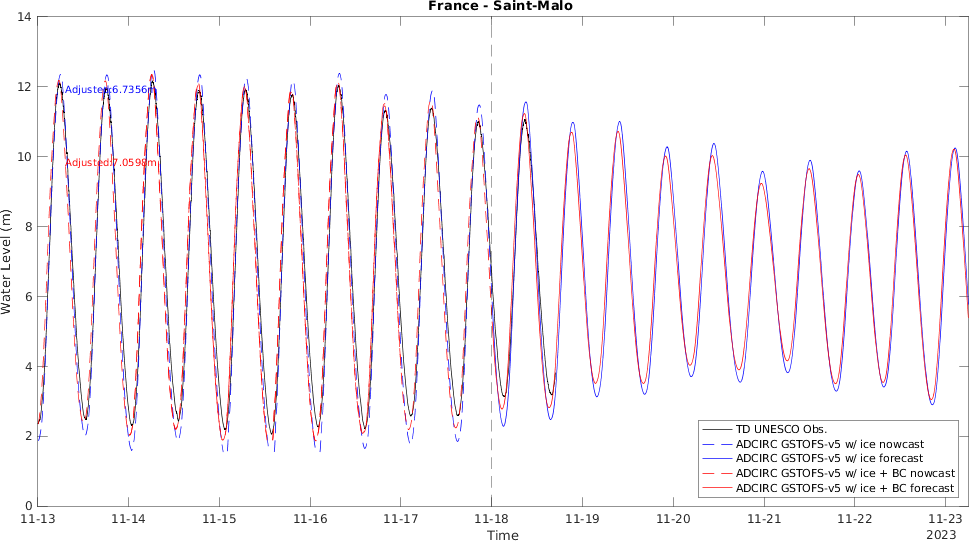 France - Saint-Malo
14
12
10
8
6
4
2
0
Water Level (m)
Adjusted:6.7356m
Adjusted:7.0598m
TD UNESCO Obs.
ADCIRC GSTOFS-v5 w/ ice nowcast
ADCIRC GSTOFS-v5 w/ ice forecast
ADCIRC GSTOFS-v5 w/ ice + BC nowcast
ADCIRC GSTOFS-v5 w/ ice + BC forecast
11-13 11-14 11-15 11-16 11-17 11-18 11-19 11-20 11-21 11-22 11-23
Time
2023